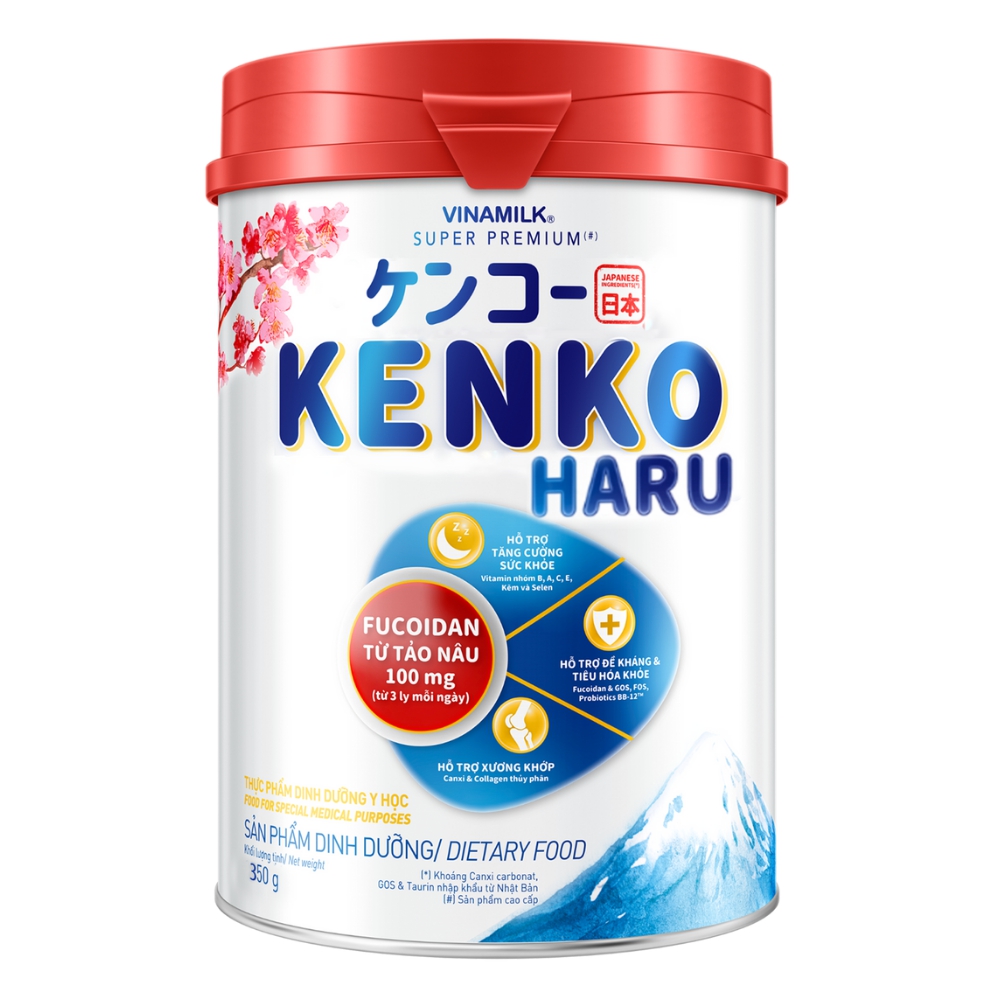 VINAMILK®
SUPER PREMIUM(#)
ケンコー
JAPANESE
INGREDIENTS(*)
日本
KENKO
HARU
HỖ TRỢ
TĂNG CƯỜNG
SỨC KHỎE
Vitamin nhóm B, A, C, E,
Kẽm và Selen
FUCOIDAN
TỪ TẢO NÂU
100 mg
(từ 3 ly mỗi ngày)
HỖ TRỢ ĐỀ KHÁNG &
TIÊU HÓA KHỎE
Fucoidan & GOS, FOS,
Probiotics BB-12™
HỖ TRỢ XƯƠNG KHỚP
Canxi & Collagen thủy phân
THỰC PHẨM DINH DƯỠNG Y HỌC
FOOD FOR SPECIAL MEDICAL PURPOSES
SẢN PHẨM DINH DƯỠNG/ DIETARY FOOD
Khối lượng tịnh/ Net weight
350 g
(*) Khoáng Canxi carbonat,
GOS & Taurin nhập khẩu từ Nhật Bản
(#) Sản phẩm cao cấp